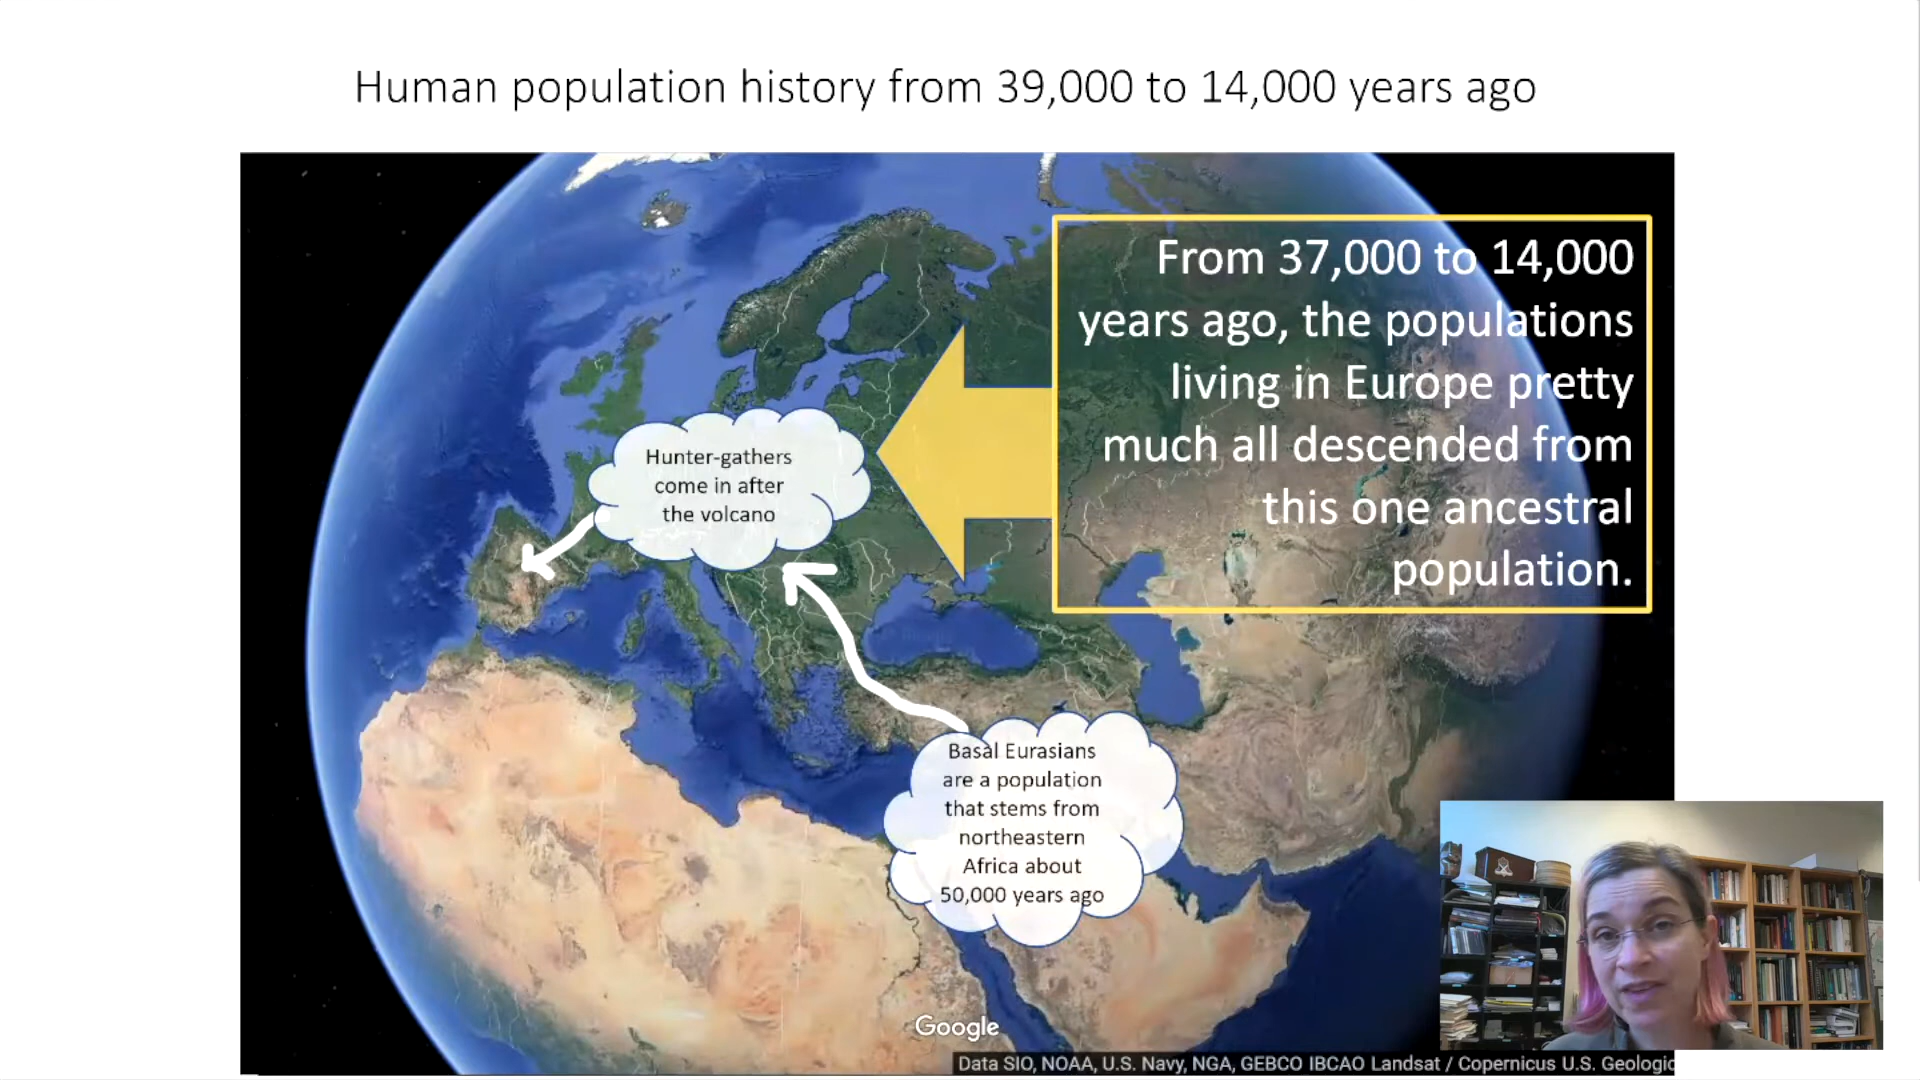 Human population history from 39,000 to 14,000 years ago
From 37,000 to 14,000
years ago, the populations
living in Europe pretty
much all descended from
this one ancestral
population.
Hunter-gathers
come in after
the volcano
Basal Eurasians
are a population
that stems from
northeastern
Africa about
50,000 years ago
Google
Data SIO, NOAA, U.S. Navy, NGA, GEBCO IBCAO Landsat / Copernicus U.S. Geologic